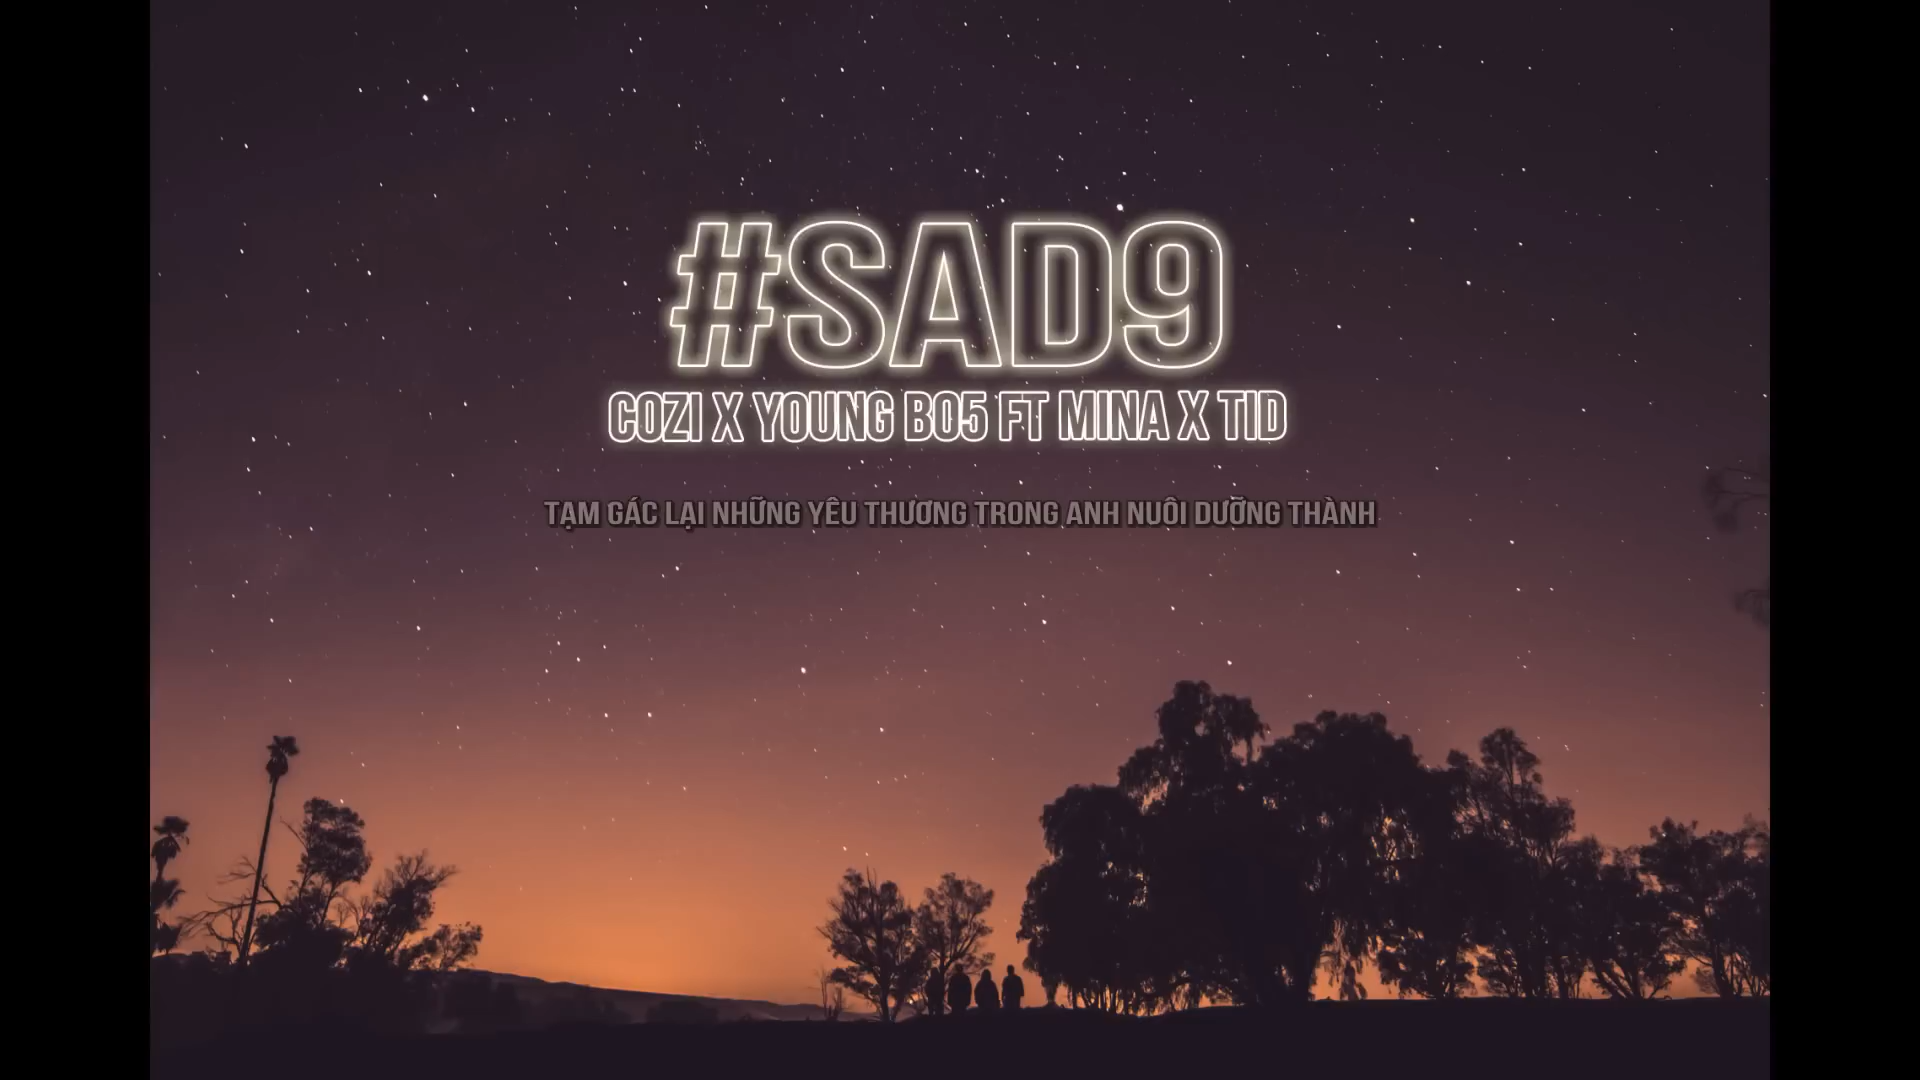 #SAD9
COZI X YOUNG BO5 FT MINA X TID
TẠM GÁC LẠI NHỮNG YÊU THƯƠNG TRONG ANH NUÔI DƯỠNG THÀNH